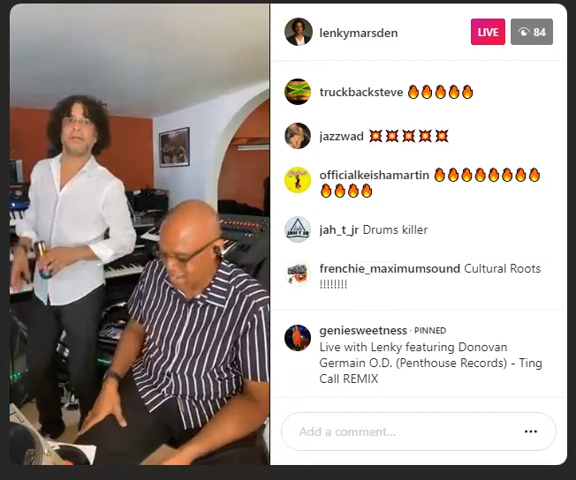 lenkymarsden
LIVE
84
truckbacksteve 🔥🔥🔥🔥🔥
jazzwad 💥💥💥💥💥
officialkeishamartin 🔥🔥🔥🔥🔥🔥🔥🔥
🔥🔥🔥🔥
jah_t_jr Drums killer
frenchie_maximumsound Cultural Roots
!!!!!!!!
geniesweetness · PINNED
Live with Lenky featuring Donovan
Germain O.D. (Penthouse Records) - Ting
Call REMIX
Add a comment...